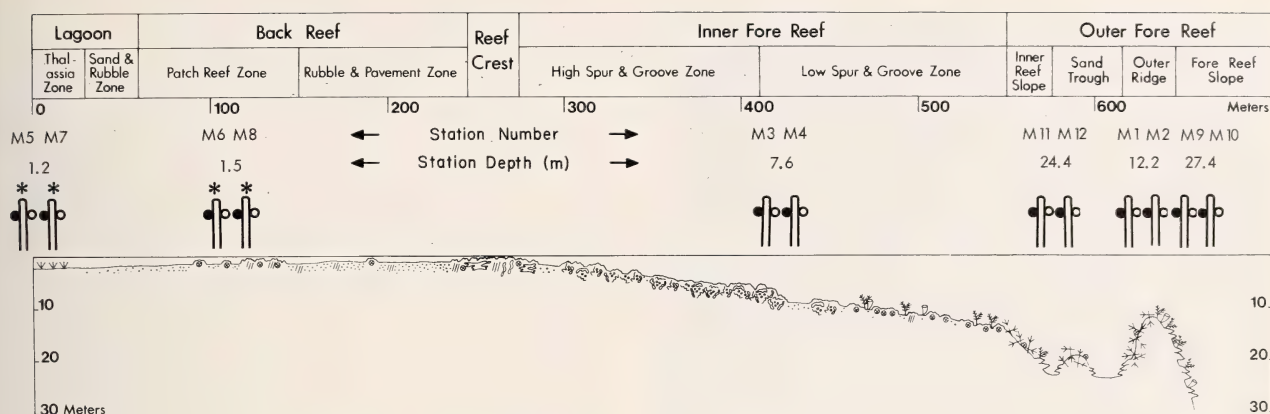 Lagoon Back Reef Reef Crest Inner Fore Reef Outer Fore Reef
Thal-assia Zone Sand & Rubble Zone Patch Reef Zone Rubble & Pavement Zone High Spur & Groove Zone Low Spur & Groove Zone Inner Reef Slope Sand Trough Outer Ridge Fore Reef Slope
0 100 200 300 400 500 600 Meters
M5 M7 M6 M8 ← Station Number → M3 M4 M11 M12 M1 M2 M9 M10
1.2 1.5 ← Station Depth (m) → 7.6 24.4 12.2 27.4
* * * *
10 10
20 20
30 Meters 30